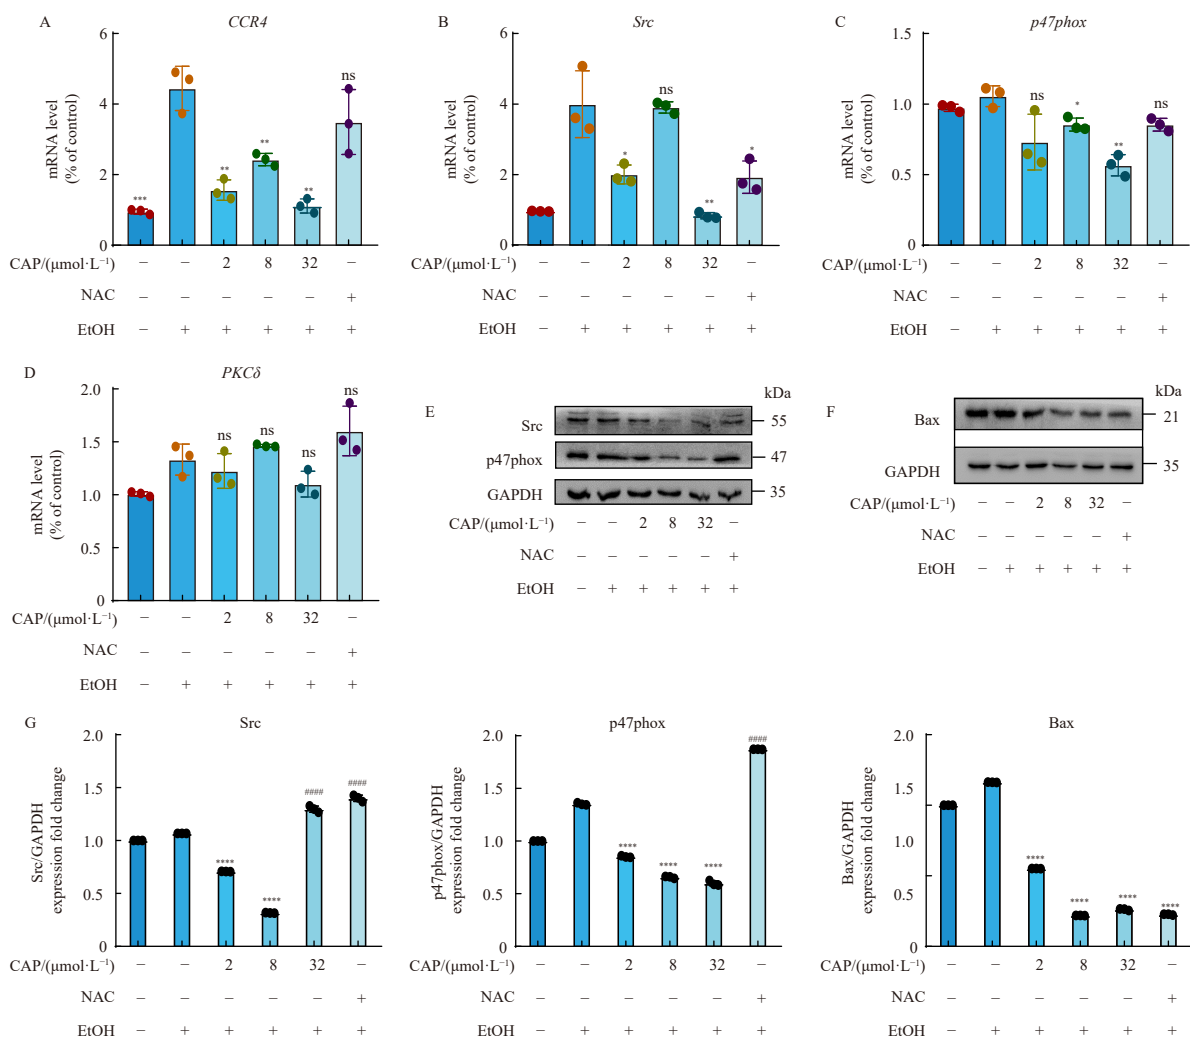 A
CCR4
mRNA level
(% of control)
6
4
2
0
***
**
**
**
ns
CAP/(μmol·L⁻¹) – – 2 8 32 –
NAC – – – – – +
EtOH – + + + + +
B
Src
mRNA level
(% of control)
6
4
2
0
*
ns
**
*
CAP/(μmol·L⁻¹) – – 2 8 32 –
NAC – – – – – +
EtOH – + + + + +
C
p47phox
mRNA level
(% of control)
1.5
1.0
0.5
0
ns
*
**
ns
CAP/(μmol·L⁻¹) – – 2 8 32 –
NAC – – – – – +
EtOH – + + + + +
D
PKCδ
mRNA level
(% of control)
2.0
1.5
1.0
0.5
0
ns
ns
ns
ns
CAP/(μmol·L⁻¹) – – 2 8 32 –
NAC – – – – – +
EtOH – + + + + +
E
kDa
Src 55
p47phox 47
GAPDH 35
CAP/(μmol·L⁻¹) – – 2 8 32 –
NAC – – – – – +
EtOH – + + + + +
F
kDa
Bax 21
GAPDH 35
CAP/(μmol·L⁻¹) – – 2 8 32 –
NAC – – – – – +
EtOH – + + + + +
G
Src
Src/GAPDH
expression fold change
2.0
1.5
1.0
0.5
0
****
****
####
####
CAP/(μmol·L⁻¹) – – 2 8 32 –
NAC – – – – – +
EtOH – + + + + +
p47phox
p47phox/GAPDH
expression fold change
2.0
1.5
1.0
0.5
0
****
****
****
####
CAP/(μmol·L⁻¹) – – 2 8 32 –
NAC – – – – – +
EtOH – + + + + +
Bax
Bax/GAPDH
expression fold change
2.0
1.5
1.0
0.5
0
****
****
****
****
CAP/(μmol·L⁻¹) – – 2 8 32 –
NAC – – – – – +
EtOH – + + + + +